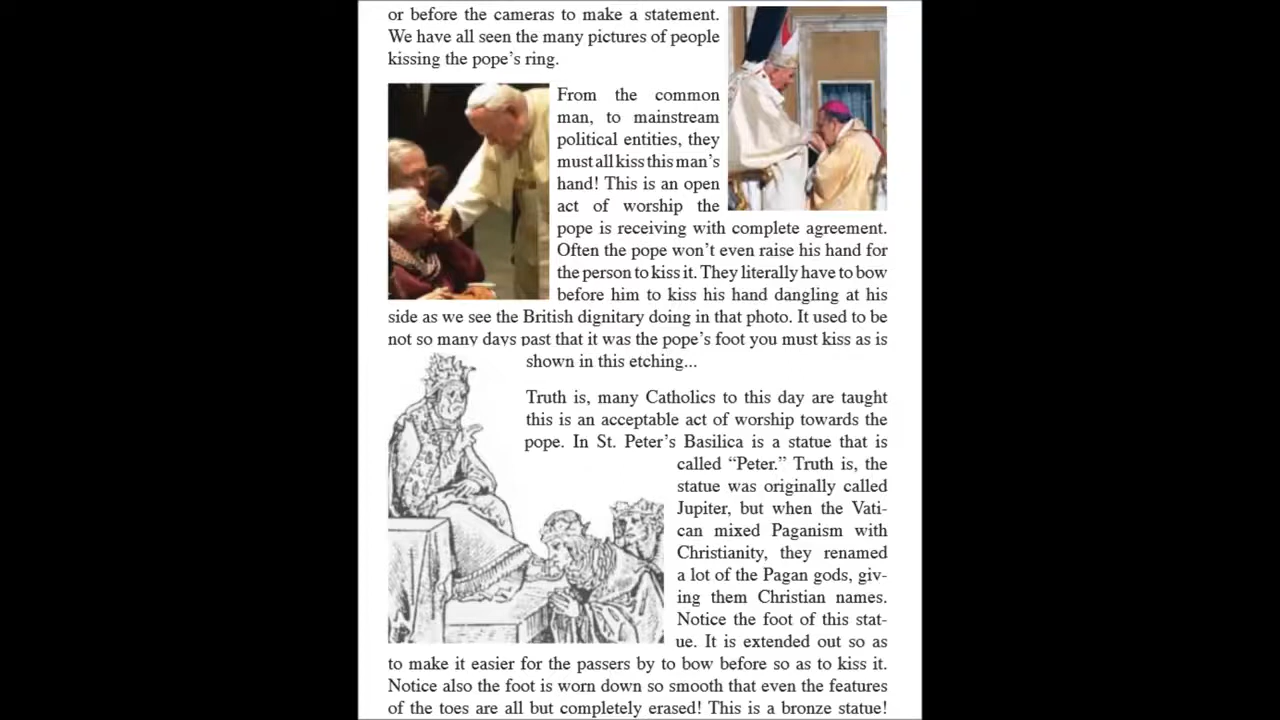 or before the cameras to make a statement.
We have all seen the many pictures of people
kissing the pope’s ring.
From the common
man, to mainstream
political entities, they
must all kiss this man’s
hand! This is an open
act of worship the
pope is receiving with complete agreement.
Often the pope won’t even raise his hand for
the person to kiss it. They literally have to bow
before him to kiss his hand dangling at his
side as we see the British dignitary doing in that photo. It used to be
not so many days past that it was the pope’s foot you must kiss as is
shown in this etching...
Truth is, many Catholics to this day are taught
this is an acceptable act of worship towards the
pope. In St. Peter’s Basilica is a statue that is
called “Peter.” Truth is, the
statue was originally called
Jupiter, but when the Vati-
can mixed Paganism with
Christianity, they renamed
a lot of the Pagan gods, giv-
ing them Christian names.
Notice the foot of this stat-
ue. It is extended out so as
to make it easier for the passers by to bow before so as to kiss it.
Notice also the foot is worn down so smooth that even the features
of the toes are all but completely erased! This is a bronze statue!